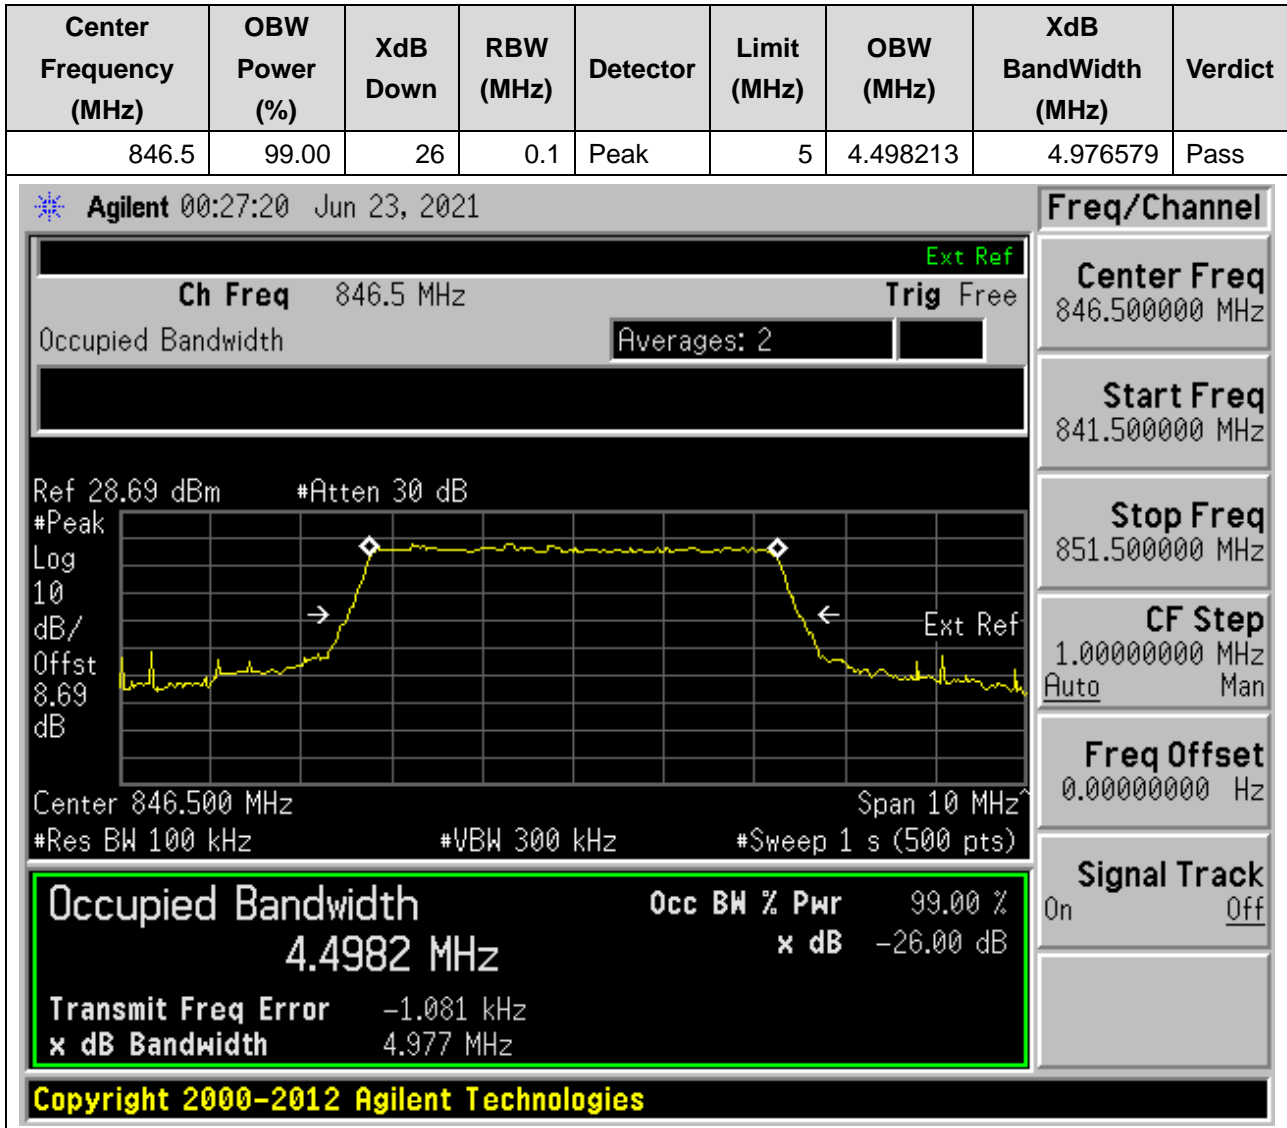 Center Frequency (MHz) OBW Power (%) XdB Down RBW (MHz) Detector Limit (MHz) OBW (MHz) XdB BandWidth (MHz) Verdict
846.5 99.00 26 0.1 Peak 5 4.498213 4.976579 Pass
Agilent 00:27:20 Jun 23, 2021
Freq/Channel
Ext Ref
Ch Freq 846.5 MHz Trig Free
Occupied Bandwidth Averages: 2
Center Freq
846.500000 MHz
Start Freq
841.500000 MHz
Ref 28.69 dBm #Atten 30 dB
#Peak
Log
10
dB/
Offst
8.69
dB
Ext Ref
Stop Freq
851.500000 MHz
CF Step
1.00000000 MHz
Auto Man
Freq Offset
0.00000000 Hz
Center 846.500 MHz Span 10 MHz^
#Res BW 100 kHz #VBW 300 kHz #Sweep 1 s (500 pts)
Signal Track
On Off
Occupied Bandwidth
4.4982 MHz
Occ BW % Pwr 99.00 %
x dB -26.00 dB
Transmit Freq Error -1.081 kHz
x dB Bandwidth 4.977 MHz
Copyright 2000-2012 Agilent Technologies